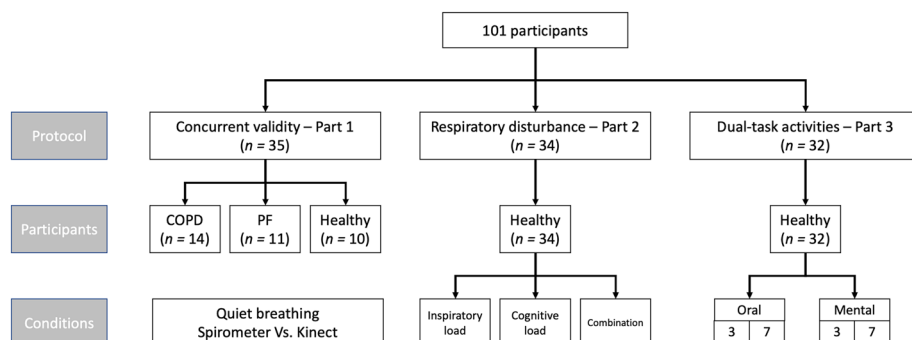 101 participants
Protocol
Concurrent validity – Part 1
(n = 35)
Respiratory disturbance – Part 2
(n = 34)
Dual-task activities – Part 3
(n = 32)
Participants
COPD
(n = 14)
PF
(n = 11)
Healthy
(n = 10)
Healthy
(n = 34)
Healthy
(n = 32)
Conditions
Quiet breathing
Spirometer Vs. Kinect
Inspiratory
load
Cognitive
load
Combination
Oral
3 7
Mental
3 7